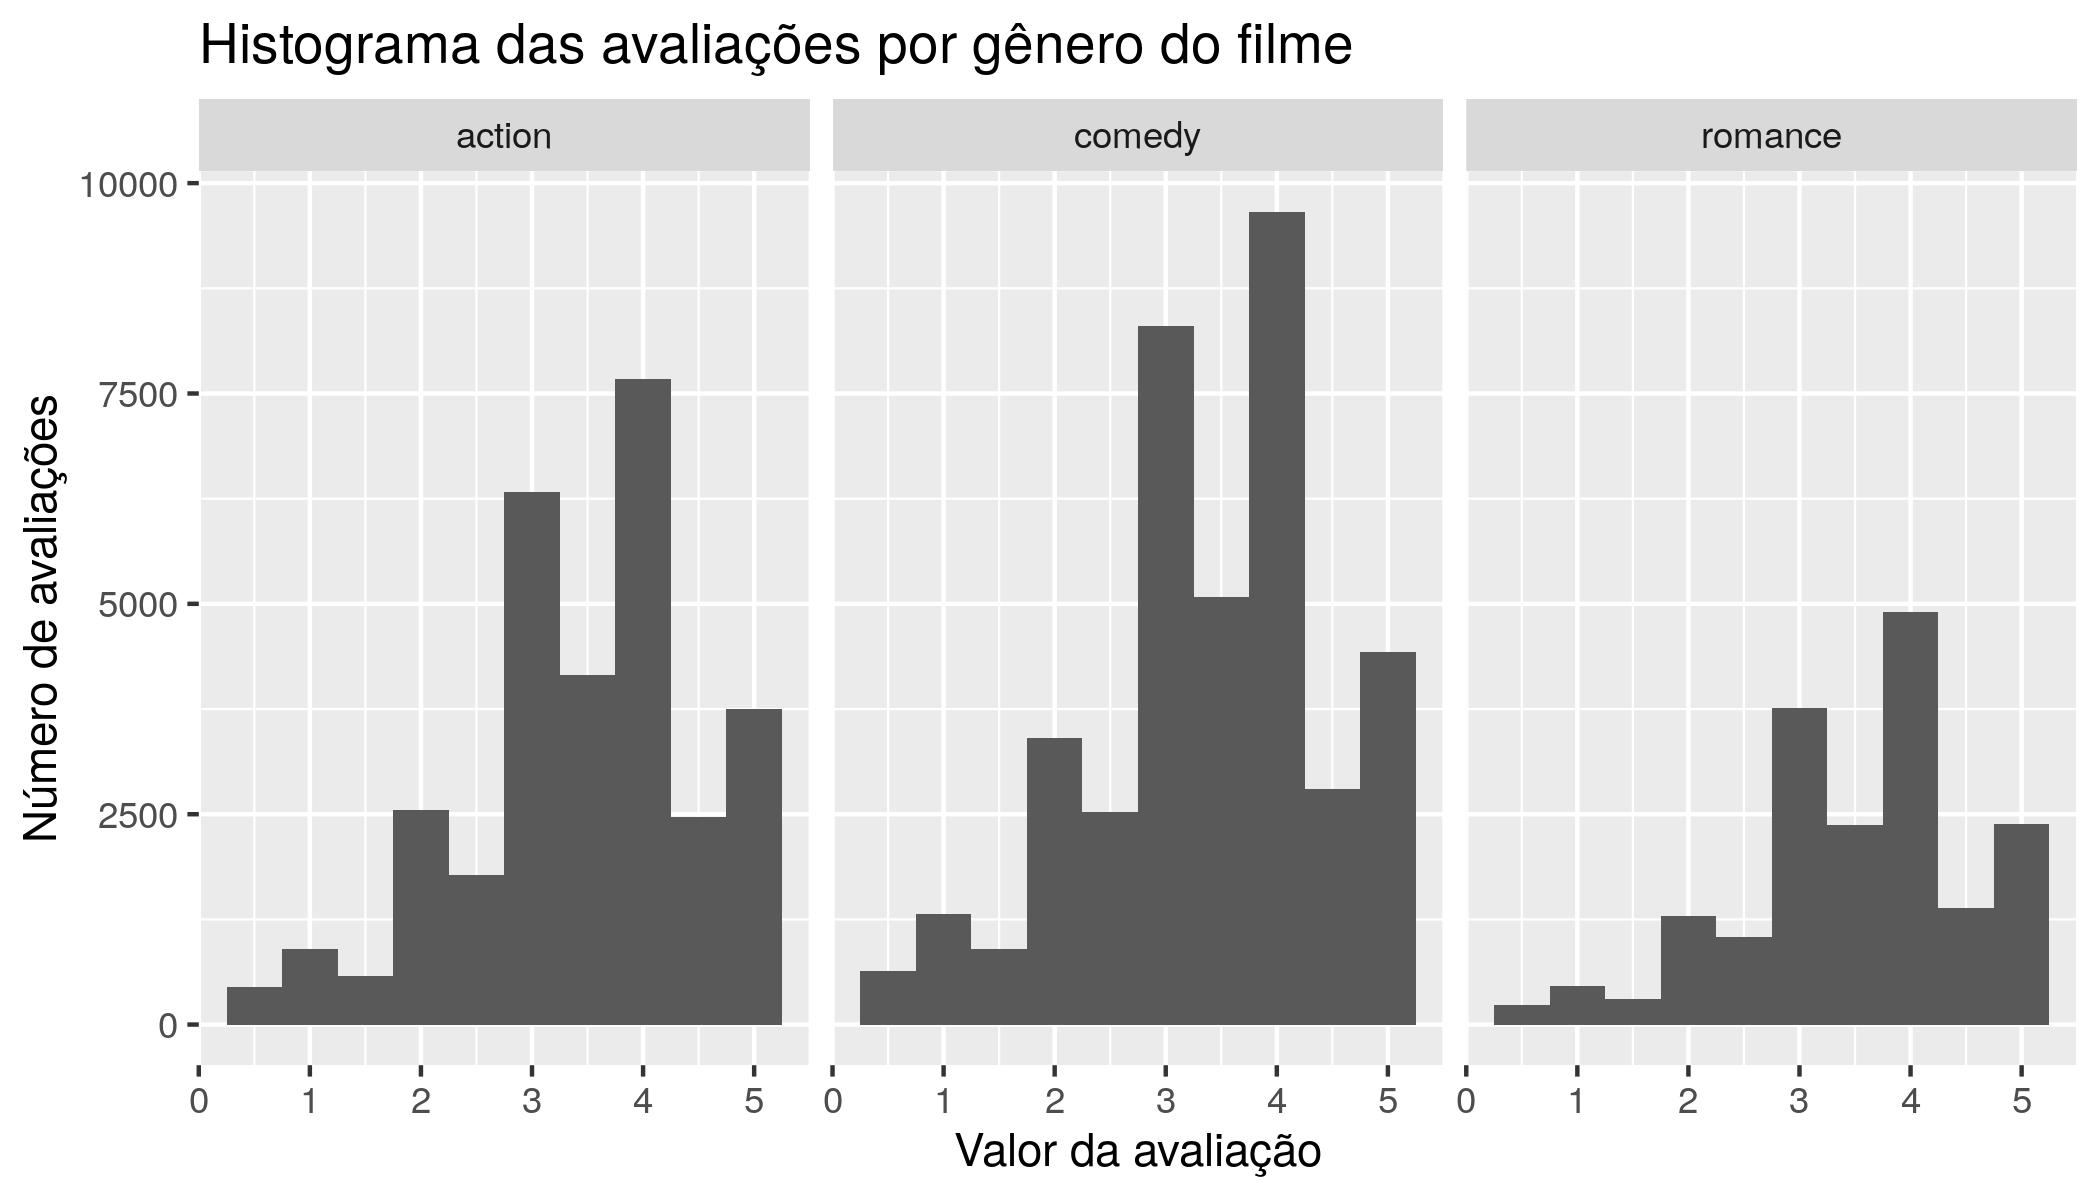 Histograma das avaliações por gênero do filme
action comedy romance
10000
7500
5000
2500
0
Número de avaliações
0 1 2 3 4 5 0 1 2 3 4 5 0 1 2 3 4 5
Valor da avaliação